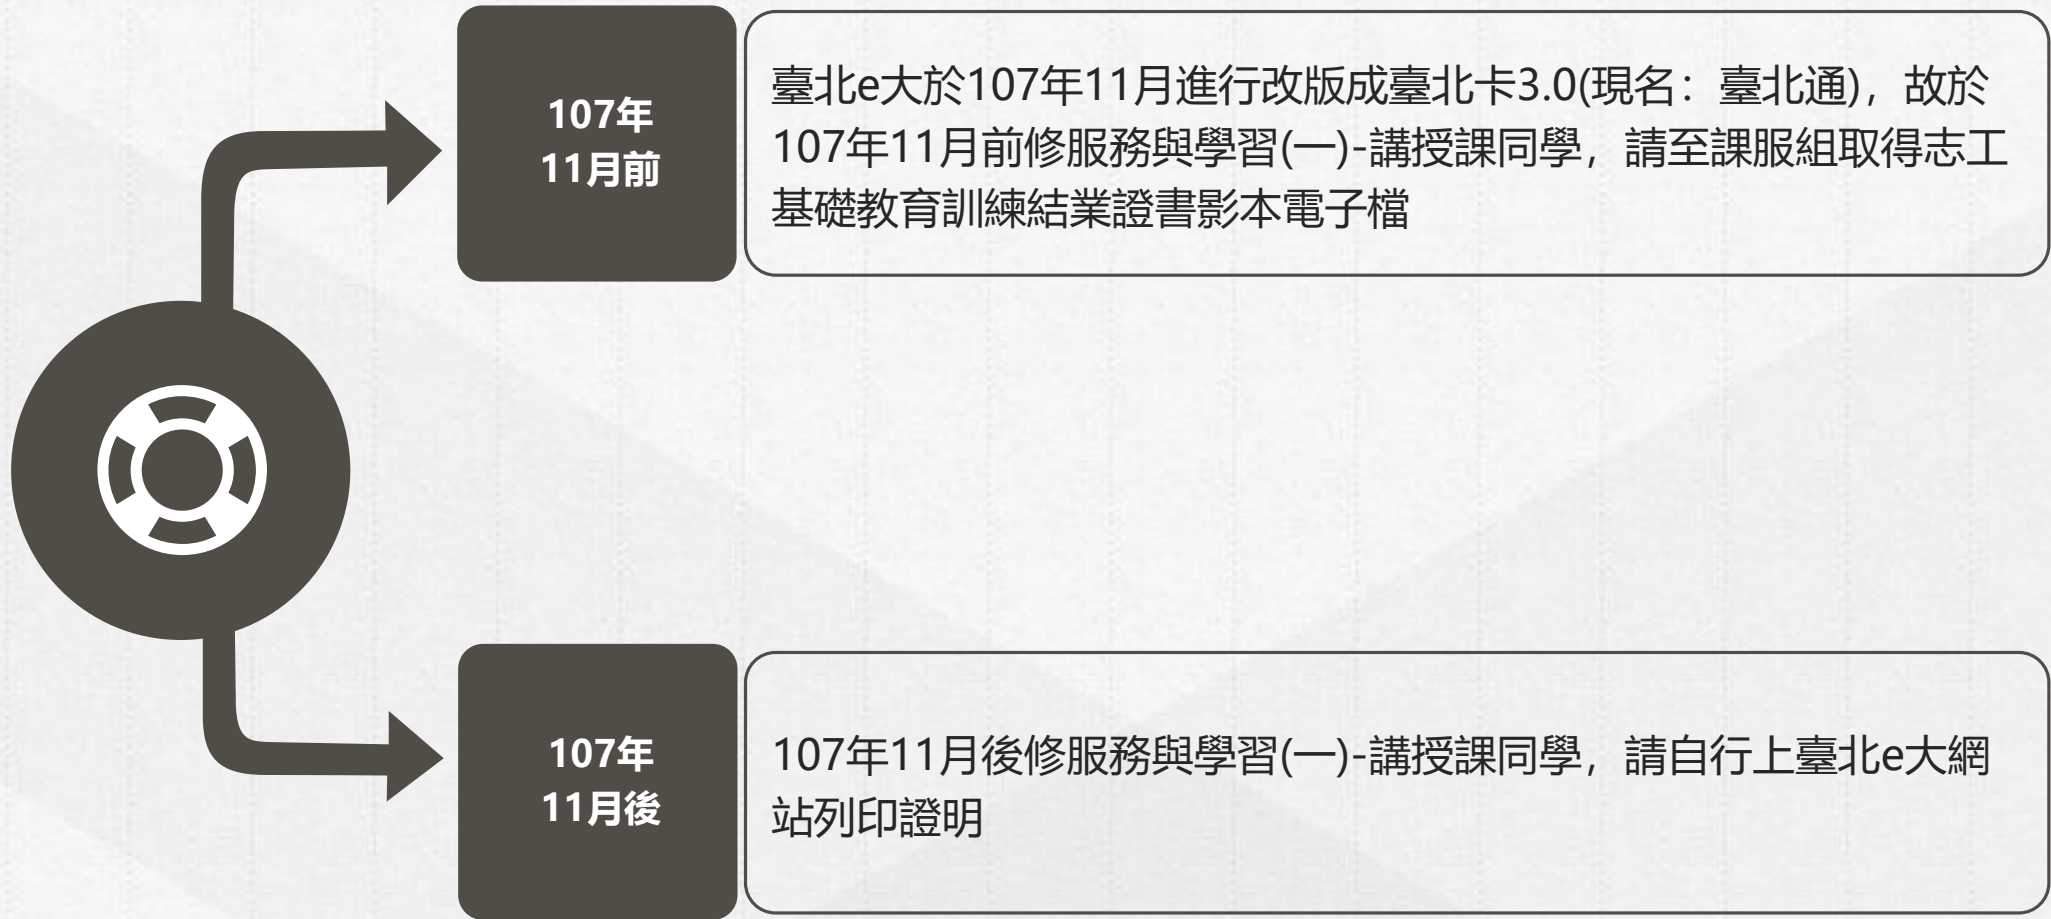 107年
11月前
臺北e大於107年11月進行改版成臺北卡3.0(現名：臺北通)，故於
107年11月前修服務與學習(一)-講授課同學，請至課服組取得志工
基礎教育訓練結業證書影本電子檔
107年
11月後
107年11月後修服務與學習(一)-講授課同學，請自行上臺北e大網
站列印證明